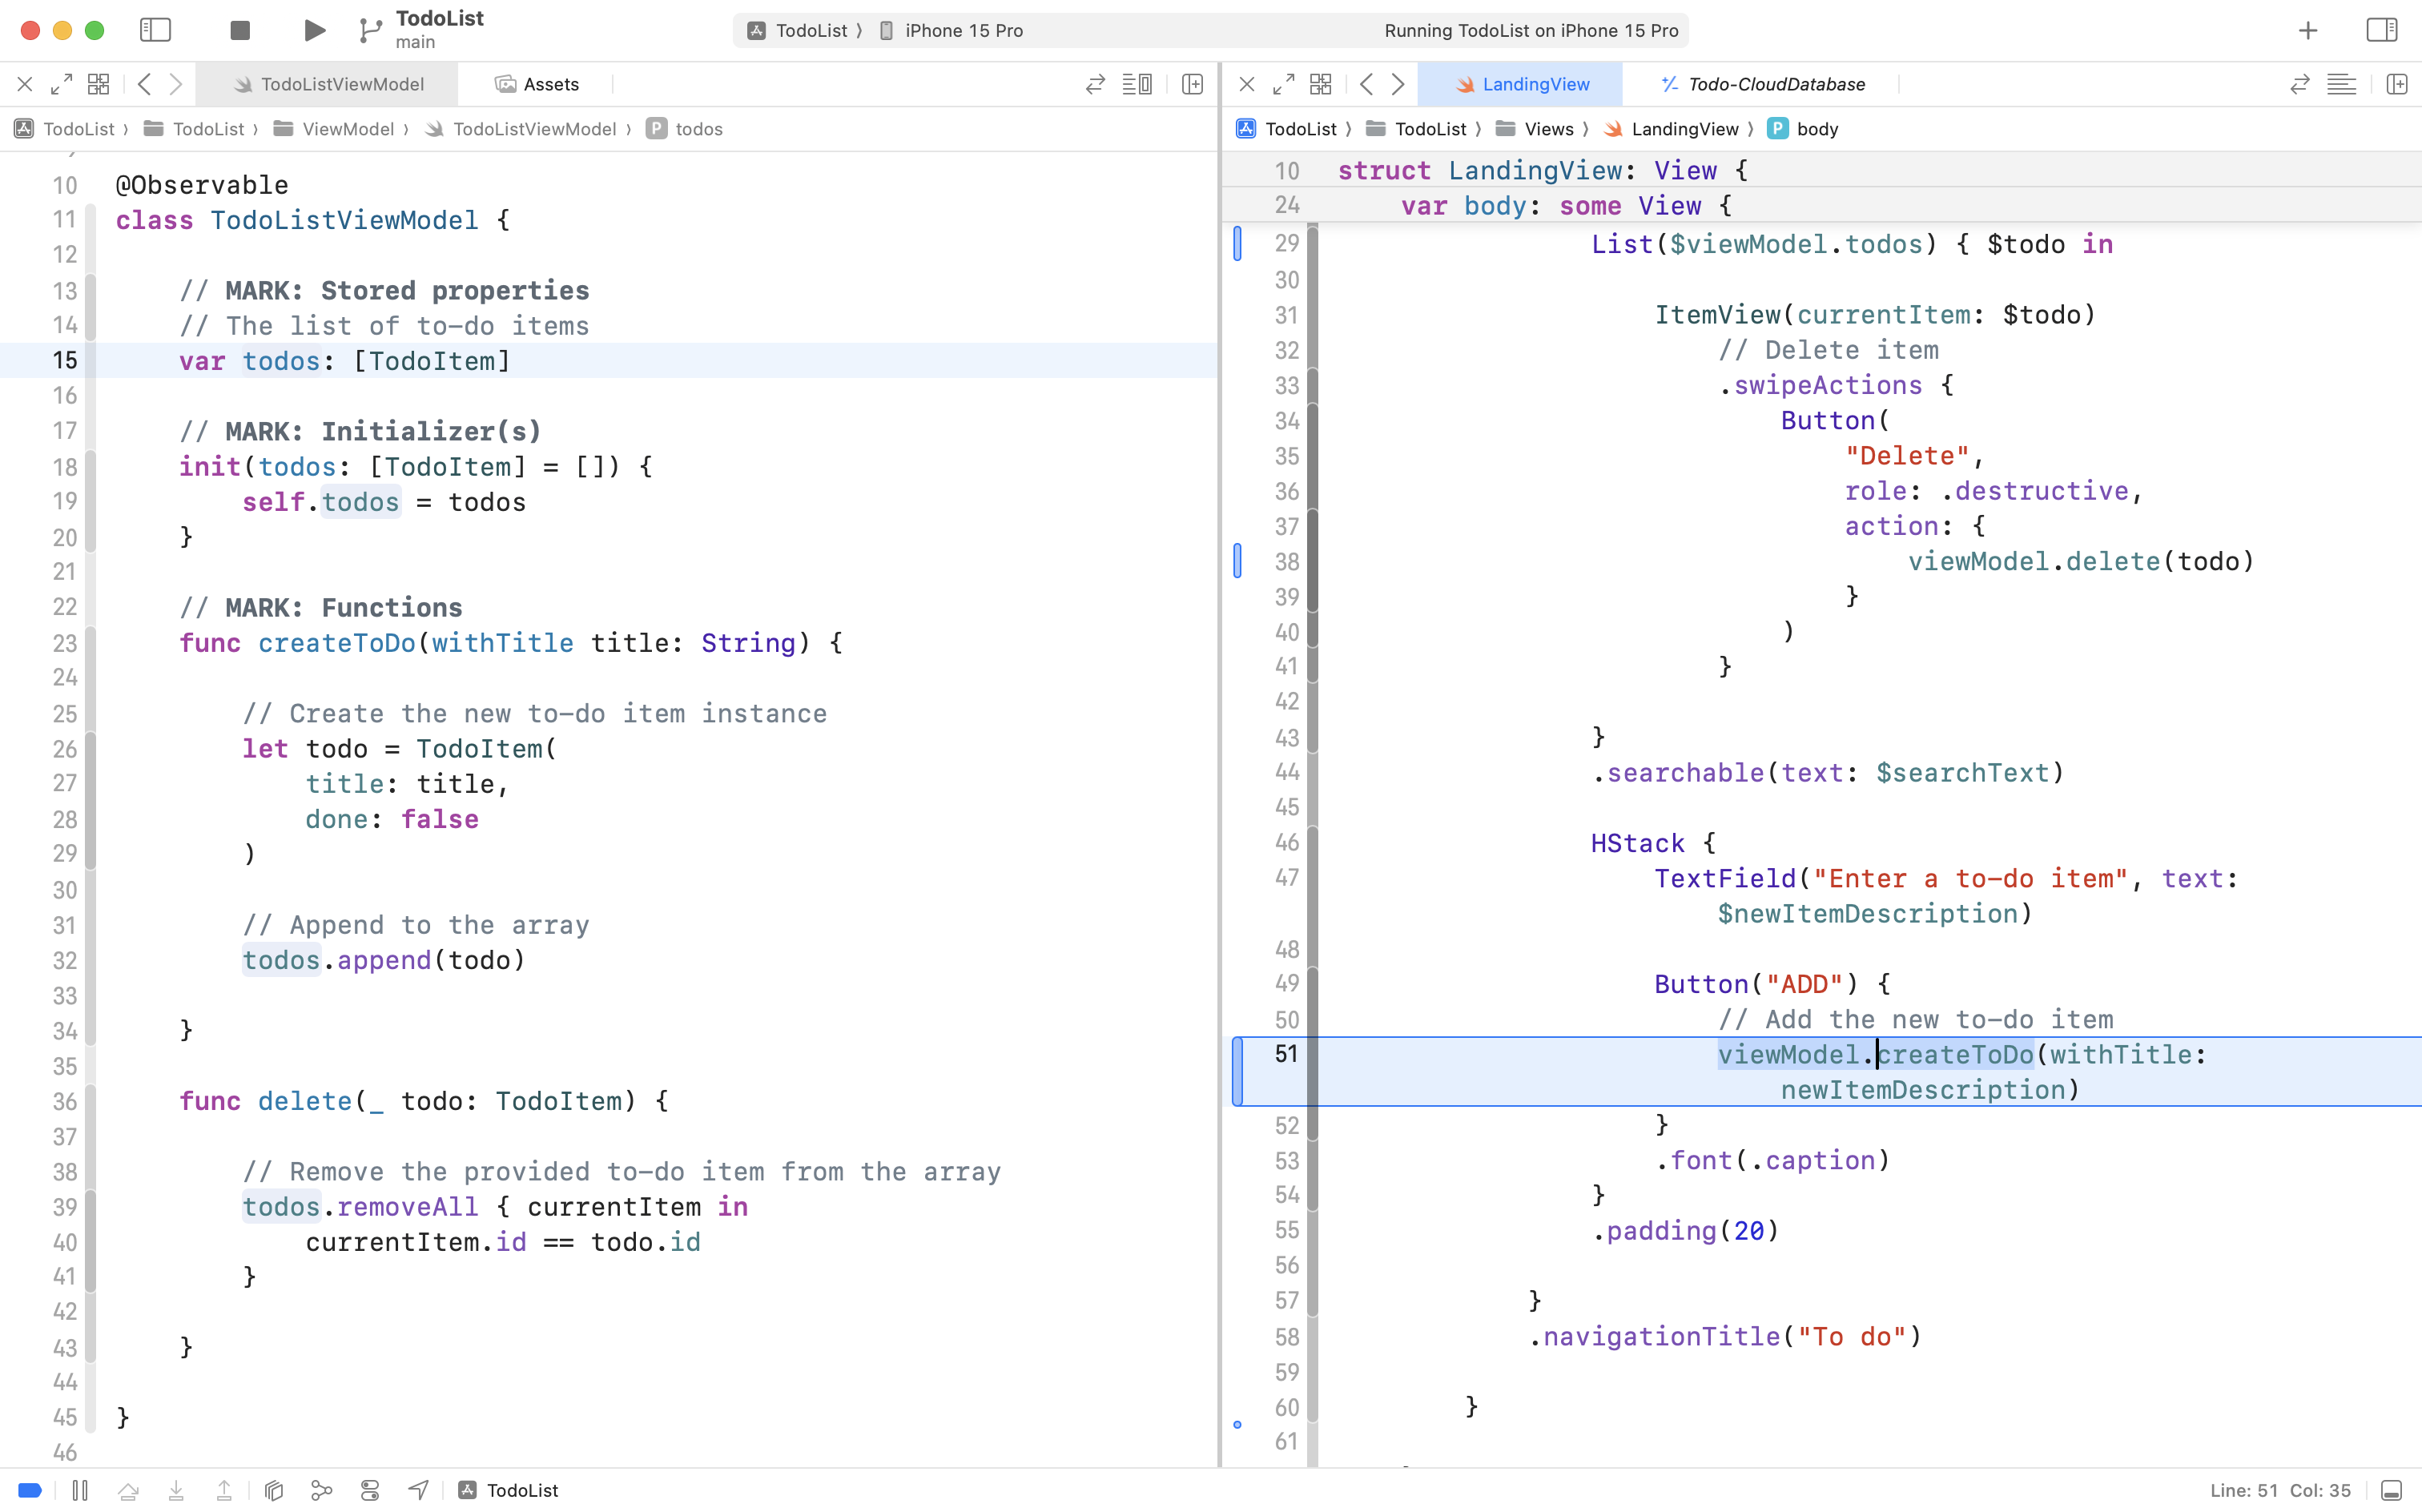 TodoList
main
TodoList ⟩ iPhone 15 Pro
Running TodoList on iPhone 15 Pro
TodoListViewModel
Assets
TodoList ⟩ TodoList ⟩ ViewModel ⟩ TodoListViewModel ⟩ P todos
10 @Observable
11 class TodoListViewModel {
12
13 // MARK: Stored properties
14 // The list of to-do items
15 var todos: [TodoItem]
16
17 // MARK: Initializer(s)
18 init(todos: [TodoItem] = []) {
19 self.todos = todos
20 }
21
22 // MARK: Functions
23 func createToDo(withTitle title: String) {
24
25 // Create the new to-do item instance
26 let todo = TodoItem(
27 title: title,
28 done: false
29 )
30
31 // Append to the array
32 todos.append(todo)
33
34 }
35
36 func delete(_ todo: TodoItem) {
37
38 // Remove the provided to-do item from the array
39 todos.removeAll { currentItem in
40 currentItem.id == todo.id
41 }
42
43 }
44
45 }
46
LandingView
Todo-CloudDatabase
TodoList ⟩ TodoList ⟩ Views ⟩ LandingView ⟩ P body
10 struct LandingView: View {
24 var body: some View {
29 List($viewModel.todos) { $todo in
30
31 ItemView(currentItem: $todo)
32 // Delete item
33 .swipeActions {
34 Button(
35 "Delete",
36 role: .destructive,
37 action: {
38 viewModel.delete(todo)
39 }
40 )
41 }
42
43 }
44 .searchable(text: $searchText)
45
46 HStack {
47 TextField("Enter a to-do item", text:
$newItemDescription)
48
49 Button("ADD") {
50 // Add the new to-do item
51 viewModel.createToDo(withTitle:
newItemDescription)
52 }
53 .font(.caption)
54 }
55 .padding(20)
56
57 }
58 .navigationTitle("To do")
59
60 }
61
TodoList
Line: 51 Col: 35